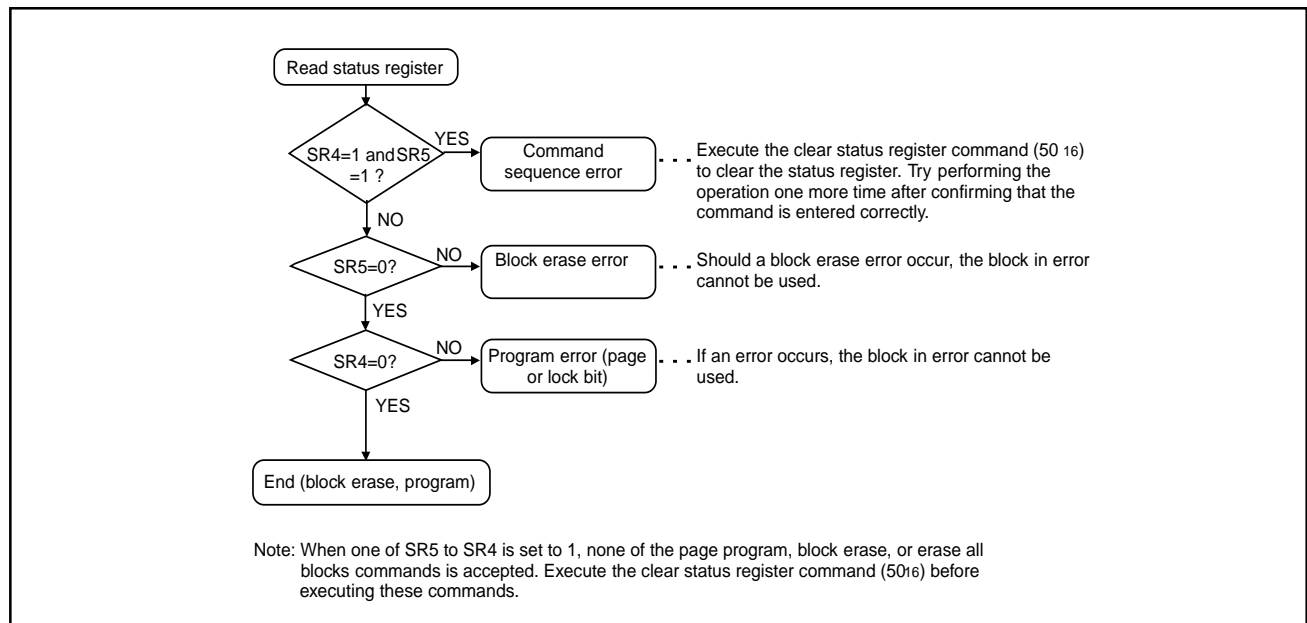 Read status register
SR4=1 andSR5
=1 ?
YES
Command
sequence error
Execute the clear status register command (50 16)
to clear the status register. Try performing the
operation one more time after confirming that the
command is entered correctly.
NO
SR5=0?
NO
Block erase error
Should a block erase error occur, the block in error
cannot be used.
YES
SR4=0?
NO
Program error (page
or lock bit)
If an error occurs, the block in error cannot be
used.
YES
End (block erase, program)
Note: When one of SR5 to SR4 is set to 1, none of the page program, block erase, or erase all
blocks commands is accepted. Execute the clear status register command (5016) before
executing these commands.